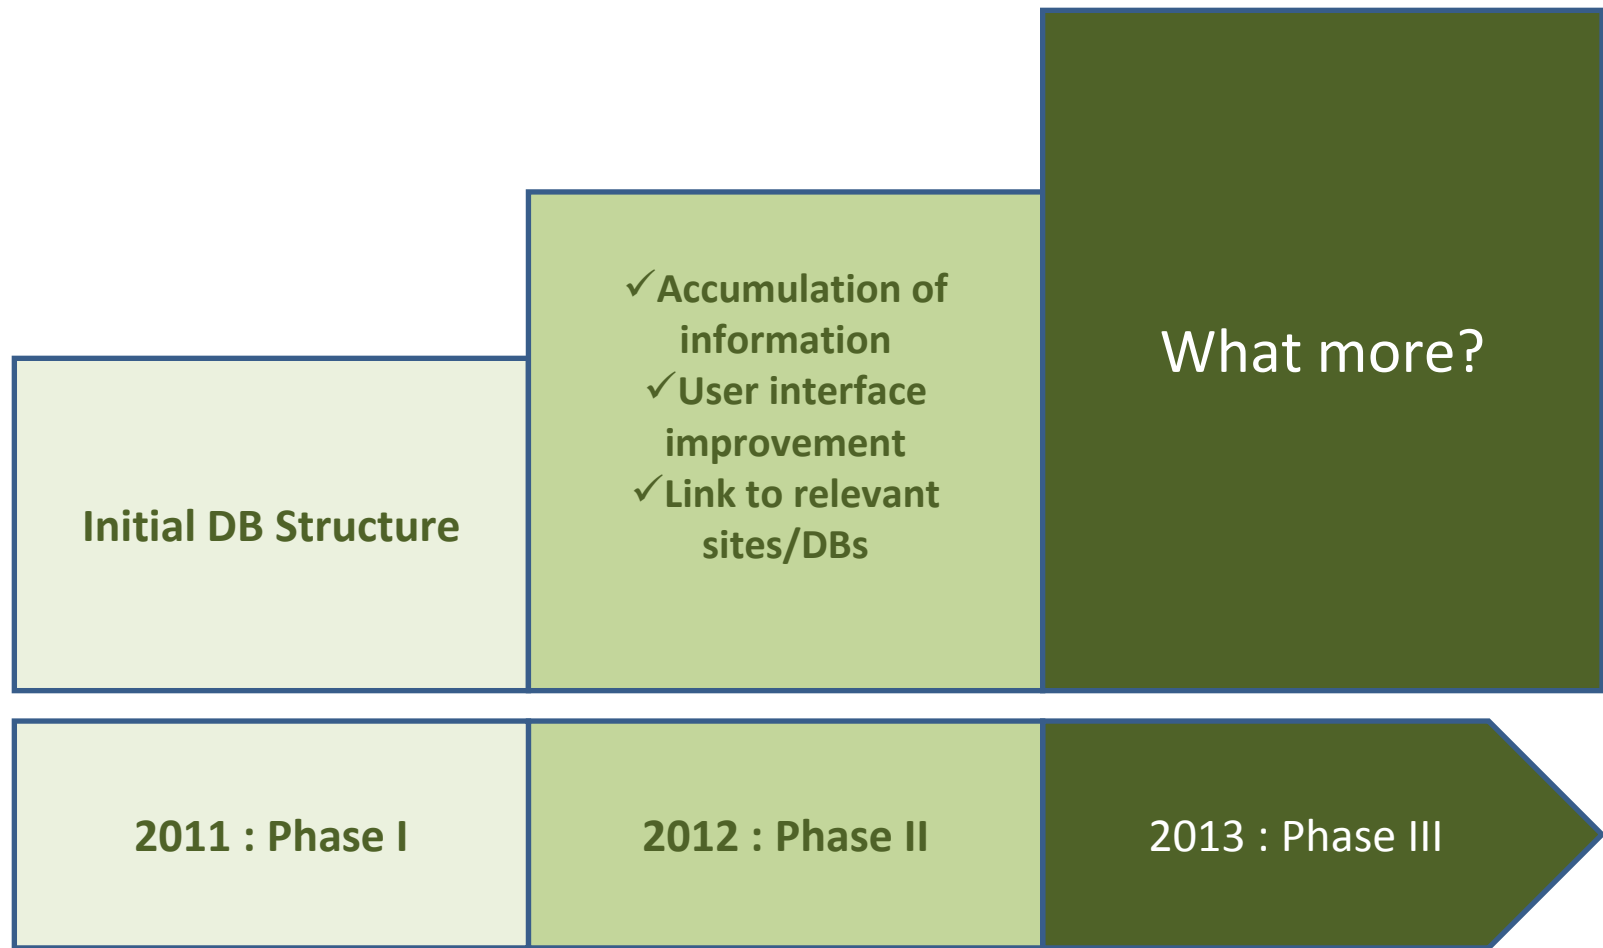 Initial DB Structure
✓Accumulation of
information
✓User interface
improvement
✓Link to relevant
sites/DBs
What more?
2011 : Phase I
2012 : Phase II
2013 : Phase III